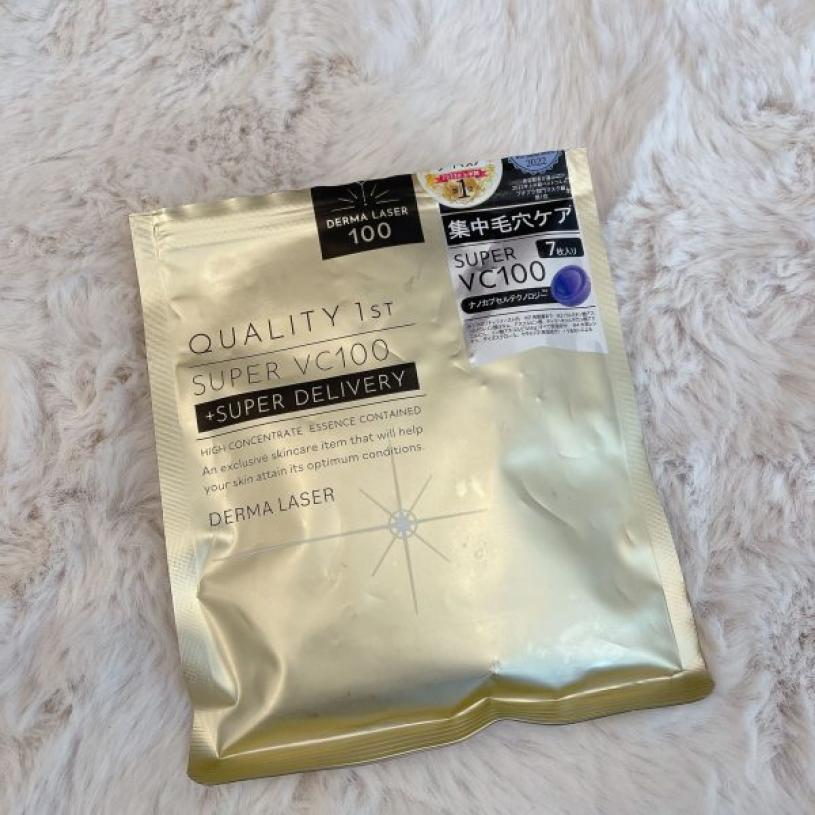 DERMA LASER
100
2022
集中毛穴ケア
SUPER
VC100
7枚入り
ナノカプセルテクノロジー
QUALITY 1ST
SUPER VC100
+SUPER DELIVERY
HIGH CONCENTRATE ESSENCE CONTAINED
An exclusive skincare item that will help
your skin attain its optimum conditions.
DERMA LASER